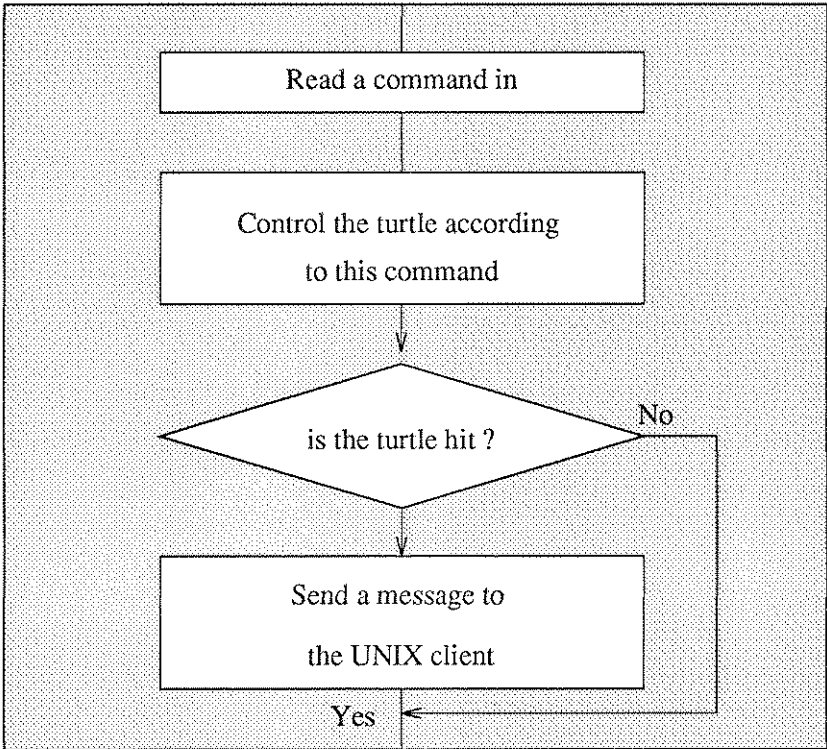 Read a command in
Control the turtle according
to this command
is the turtle hit ?
No
Send a message to
the UNIX client
Yes